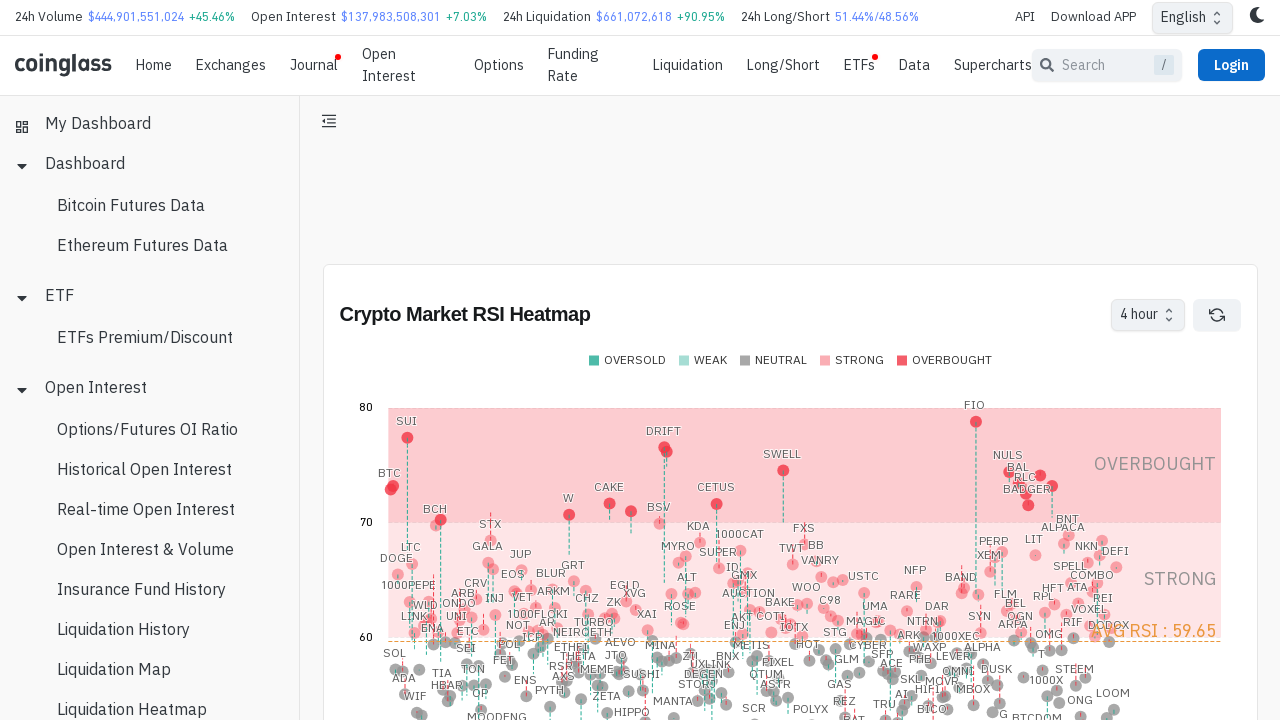 24h Volume $444,901,551,024 +45.46% Open Interest $137,983,508,301 +7.03% 24h Liquidation $661,072,618 +90.95% 24h Long/Short 51.44%/48.56% API Download APP English
coinglass Home Exchanges Journal Open Interest Options Funding Rate Liquidation Long/Short ETFs Data Supercharts Search / Login
My Dashboard
Dashboard
Bitcoin Futures Data
Ethereum Futures Data
ETF
ETFs Premium/Discount
Open Interest
Options/Futures OI Ratio
Historical Open Interest
Real-time Open Interest
Open Interest & Volume
Insurance Fund History
Liquidation History
Liquidation Map
Liquidation Heatmap
Crypto Market RSI Heatmap
4 hour
OVERSOLD WEAK NEUTRAL STRONG OVERBOUGHT
80
FIO
SUI
DRIFT
SWELL
NULS
OVERBOUGHT
BTC
BAL
RLC
CAKE
CETUS
BADGER
W
BSV
BCH
70
STX
KDA
1000CAT
FXS
BNT
ALPACA
LTC
GALA
MYRO
TWT
BB
PERP
LIT
NKN
DOGE
JUP
SUPER
VANRY
XEM
DEFI
EOS
BLUR
GRT
ID
SPELL
STRONG
1000PEPE
CRV
ALT
GMX
USTC
NFP
BAND
COMBO
ARB
ARKM
EGLD
WOO
HFT
ATA
WLD
ONDO
INJ
VET
CHZ
ZK
XVG
ROSE
AUCTION
BAKE
C98
UMA
RARE
DAR
FLM
BEL
RPL
REI
LINK
UNI
1000FLOKI
XAI
AKT
COTI
SYN
OGN
VOXEL
ENA
ETC
NOT
AR
TURBO
ENJ
IOTX
STG
MAGIC
NTRN
ARPA
RIF
DODOX
AVG RSI : 59.65
60
ICP
NEIROETH
ARK
1000XEC
ONG
SOL
SEI
POL
ETHFI
AEVO
MINA
METIS
HOT
CYBER
WAXP
ALPHA
T
FET
THETA
JTO
ZIL
BNX
PIXEL
GLM
SFP
ACE
PHB
LEVER
DUSK
STEEM
ADA
TIA
TON
ENS
RSR
AXS
MEME
SUSHI
UXLINK
DEGEN
QTUM
SKL
OMNI
1000X
WIF
HBAR
OP
PYTH
ZETA
STORJ
ASTR
GAS
AI
HIFI
MOVR
MBOX
LOOM
MOODENG
HIPPO
MANTA
SCR
POLYX
REZ
TRU
BICO
G
BTCDOM
ONG
BAT